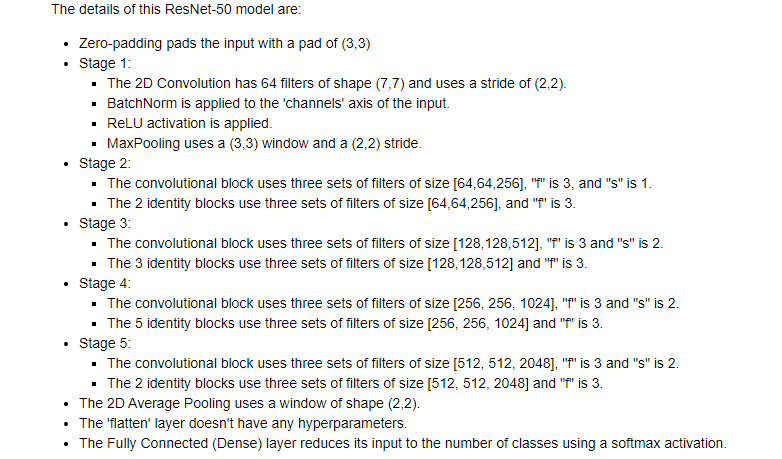 The details of this ResNet-50 model are:
• Zero-padding pads the input with a pad of (3,3)
• Stage 1:
▪ The 2D Convolution has 64 filters of shape (7,7) and uses a stride of (2,2).
▪ BatchNorm is applied to the 'channels' axis of the input.
▪ ReLU activation is applied.
▪ MaxPooling uses a (3,3) window and a (2,2) stride.
• Stage 2:
▪ The convolutional block uses three sets of filters of size [64,64,256], "f" is 3, and "s" is 1.
▪ The 2 identity blocks use three sets of filters of size [64,64,256], and "f" is 3.
• Stage 3:
▪ The convolutional block uses three sets of filters of size [128,128,512], "f" is 3 and "s" is 2.
▪ The 3 identity blocks use three sets of filters of size [128,128,512] and "f" is 3.
• Stage 4:
▪ The convolutional block uses three sets of filters of size [256, 256, 1024], "f" is 3 and "s" is 2.
▪ The 5 identity blocks use three sets of filters of size [256, 256, 1024] and "f" is 3.
• Stage 5:
▪ The convolutional block uses three sets of filters of size [512, 512, 2048], "f" is 3 and "s" is 2.
▪ The 2 identity blocks use three sets of filters of size [512, 512, 2048] and "f" is 3.
• The 2D Average Pooling uses a window of shape (2,2).
• The 'flatten' layer doesn't have any hyperparameters.
• The Fully Connected (Dense) layer reduces its input to the number of classes using a softmax activation.